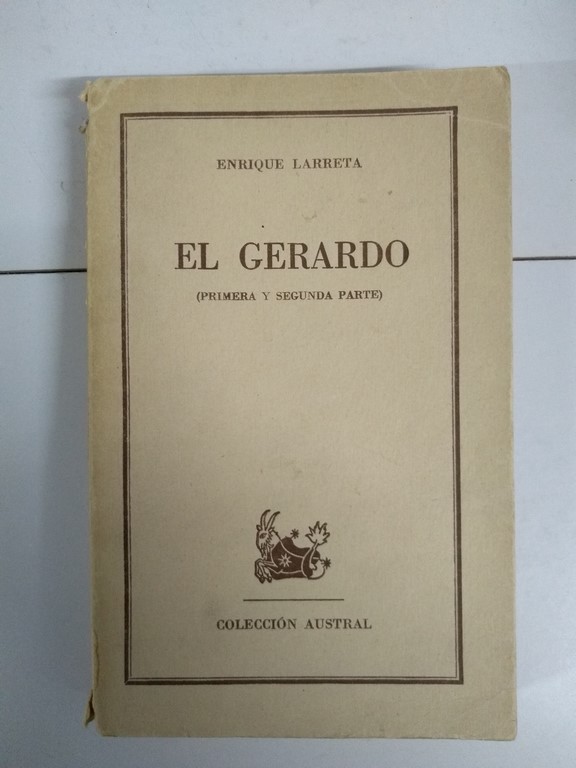 ENRIQUE LARRETA
EL GERARDO
(PRIMERA Y SEGUNDA PARTE)
COLECCIÓN AUSTRAL